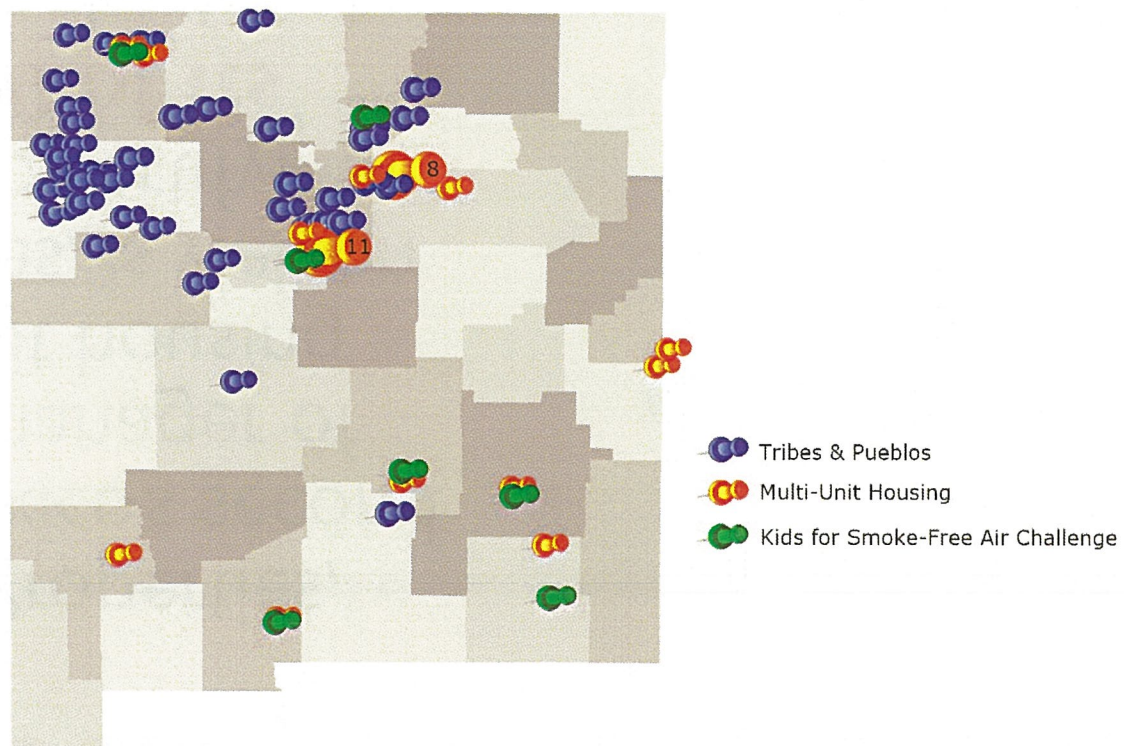 8
11
Tribes & Pueblos
Multi-Unit Housing
Kids for Smoke-Free Air Challenge